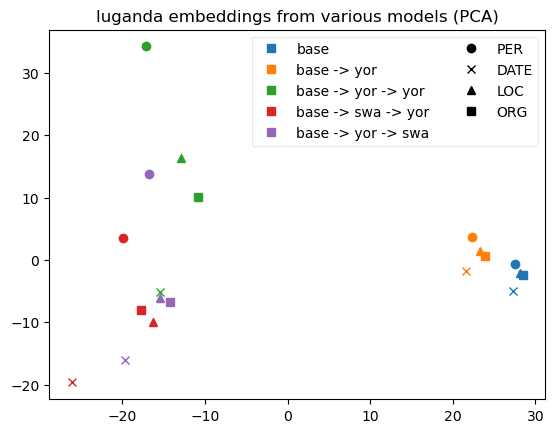 luganda embeddings from various models (PCA)
base
base -> yor
base -> yor -> yor
base -> swa -> yor
base -> yor -> swa
PER
DATE
LOC
ORG
30
20
10
0
−10
−20
−20
−10
0
10
20
30